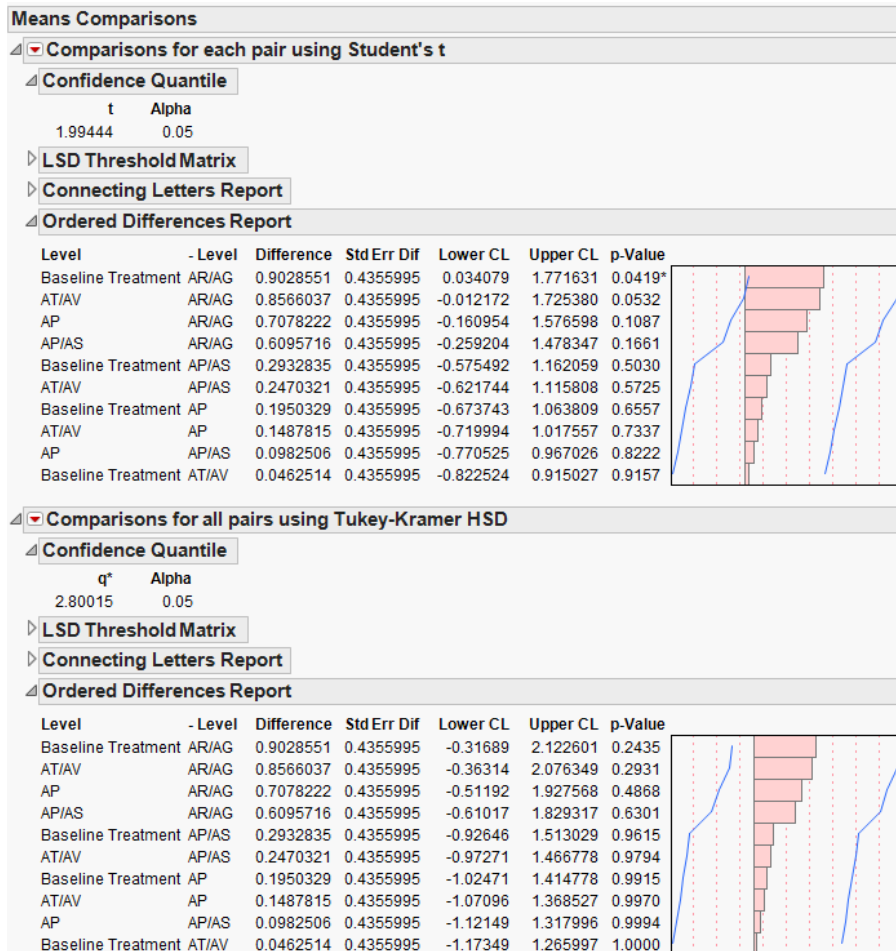 Means Comparisons
Comparisons for each pair using Student's t
Confidence Quantile
t Alpha
1.99444 0.05
LSD Threshold Matrix
Connecting Letters Report
Ordered Differences Report
Level - Level Difference Std Err Dif Lower CL Upper CL p-Value
Baseline Treatment AR/AG 0.9028551 0.4355995 0.034079 1.771631 0.0419*
AT/AV AR/AG 0.8566037 0.4355995 -0.012172 1.725380 0.0532
AP AR/AG 0.7078222 0.4355995 -0.160954 1.576598 0.1087
AP/AS AR/AG 0.6095716 0.4355995 -0.259204 1.478347 0.1661
Baseline Treatment AP/AS 0.2932835 0.4355995 -0.575492 1.162059 0.5030
AT/AV AP/AS 0.2470321 0.4355995 -0.621744 1.115808 0.5725
Baseline Treatment AP 0.1950329 0.4355995 -0.673743 1.063809 0.6557
AT/AV AP 0.1487815 0.4355995 -0.719994 1.017557 0.7337
AP AP/AS 0.0982506 0.4355995 -0.770525 0.967026 0.8222
Baseline Treatment AT/AV 0.0462514 0.4355995 -0.822524 0.915027 0.9157
Comparisons for all pairs using Tukey-Kramer HSD
Confidence Quantile
q* Alpha
2.80015 0.05
LSD Threshold Matrix
Connecting Letters Report
Ordered Differences Report
Level - Level Difference Std Err Dif Lower CL Upper CL p-Value
Baseline Treatment AR/AG 0.9028551 0.4355995 -0.31689 2.122601 0.2435
AT/AV AR/AG 0.8566037 0.4355995 -0.36314 2.076349 0.2931
AP AR/AG 0.7078222 0.4355995 -0.51192 1.927568 0.4868
AP/AS AR/AG 0.6095716 0.4355995 -0.61017 1.829317 0.6301
Baseline Treatment AP/AS 0.2932835 0.4355995 -0.92646 1.513029 0.9615
AT/AV AP/AS 0.2470321 0.4355995 -0.97271 1.466778 0.9794
Baseline Treatment AP 0.1950329 0.4355995 -1.02471 1.414778 0.9915
AT/AV AP 0.1487815 0.4355995 -1.07096 1.368527 0.9970
AP AP/AS 0.0982506 0.4355995 -1.12149 1.317996 0.9994
Baseline Treatment AT/AV 0.0462514 0.4355995 -1.17349 1.265997 1.0000